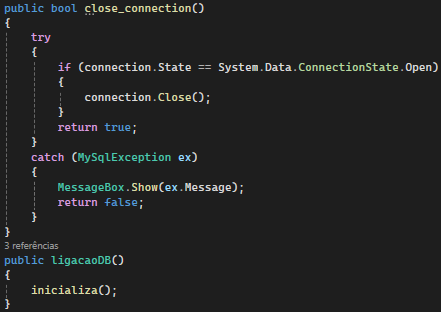 public bool close_connection()
{
    try
    {
        if (connection.State == System.Data.ConnectionState.Open)
        {
            connection.Close();
        }
        return true;
    }
    catch (MySqlException ex)
    {
        MessageBox.Show(ex.Message);
        return false;
    }
}
3 referências
public ligacaoDB()
{
    inicializa();
}